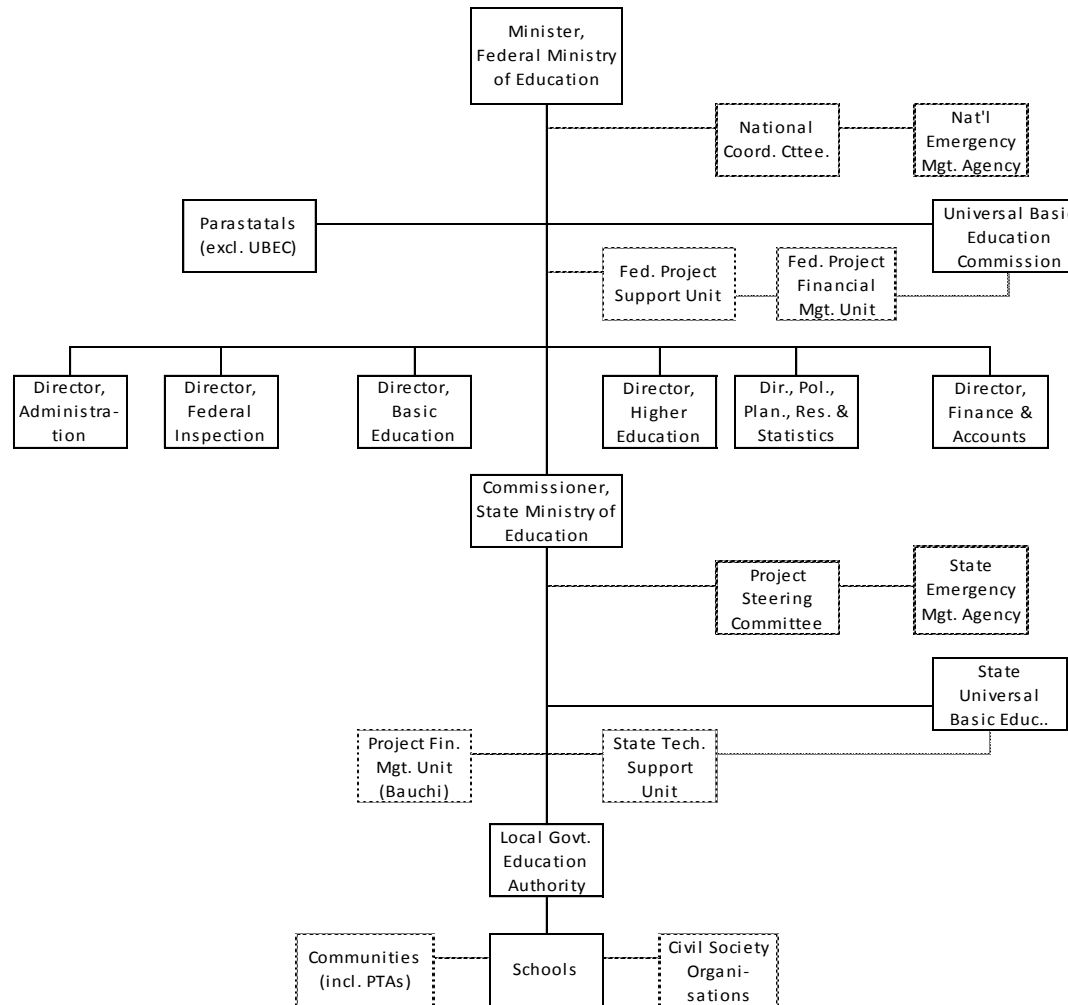 Minister,
Federal Ministry
of Education
National
Coord. Cttee.
Nat'l
Emergency
Mgt. Agency
Parastatals
(excl. UBEC)
Universal Basic
Education
Commission
Fed. Project
Support Unit
Fed. Project
Financial
Mgt. Unit
Director,
Administra-
tion
Director,
Federal
Inspection
Director,
Basic
Education
Director,
Higher
Education
Dir., Pol.,
Plan., Res. &
Statistics
Director,
Finance &
Accounts
Commissioner,
State Ministry of
Education
Project
Steering
Committee
State
Emergency
Mgt. Agency
State
Universal
Basic Educ..
Project Fin.
Mgt. Unit
(Bauchi)
State Tech.
Support
Unit
Local Govt.
Education
Authority
Communities
(incl. PTAs)
Schools
Civil Society
Organi-
sations